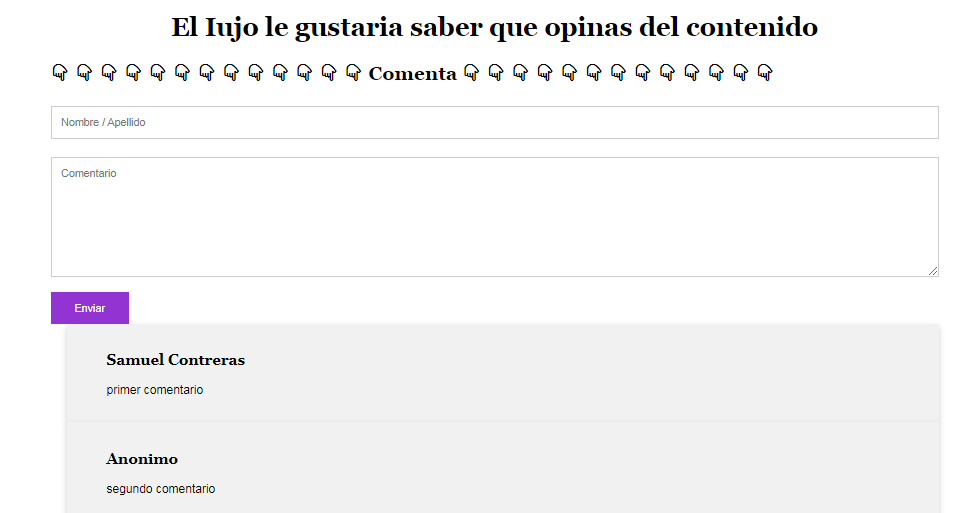 El Iujo le gustaria saber que opinas del contenido
👇 👇 👇 👇 👇 👇 👇 👇 👇 👇 👇 👇 👇 Comenta 👇 👇 👇 👇 👇 👇 👇 👇 👇 👇 👇 👇 👇
Nombre / Apellido
Comentario
Enviar
Samuel Contreras
primer comentario
Anonimo
segundo comentario